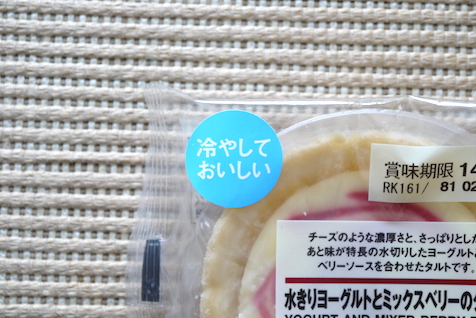 冷やして
おいしい
賞味期限 14
RK161/ 81 02
チーズのような濃厚さと、さっぱりとした
あと味が特長の水切りしたヨーグルト
ベリーソースを合わせたタルトです。
水きりヨーグルトとミックスベリーの
YOGURT AND MIXED BERRY